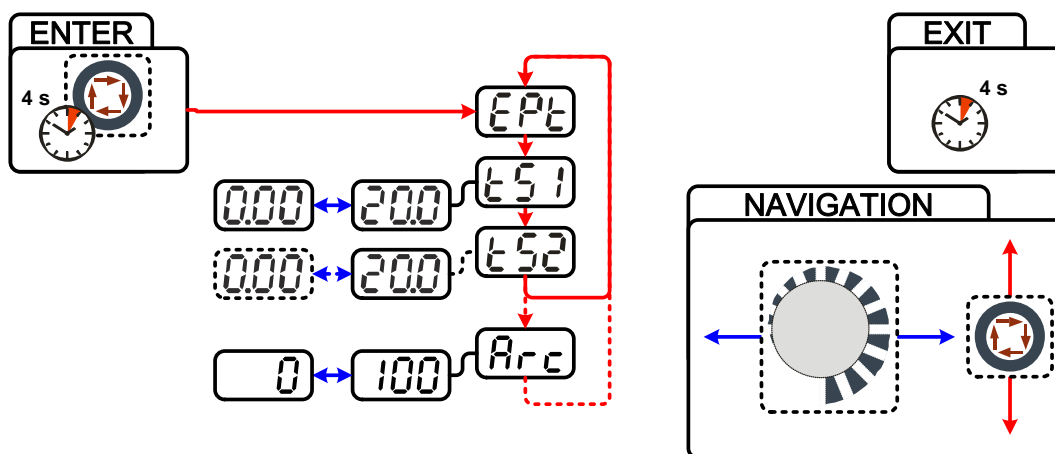 ENTER
EXIT
4 s
4 s
EPt
tS1
0.00 20.0
NAVIGATION
tS2
0.00 20.0
Arc
0 100